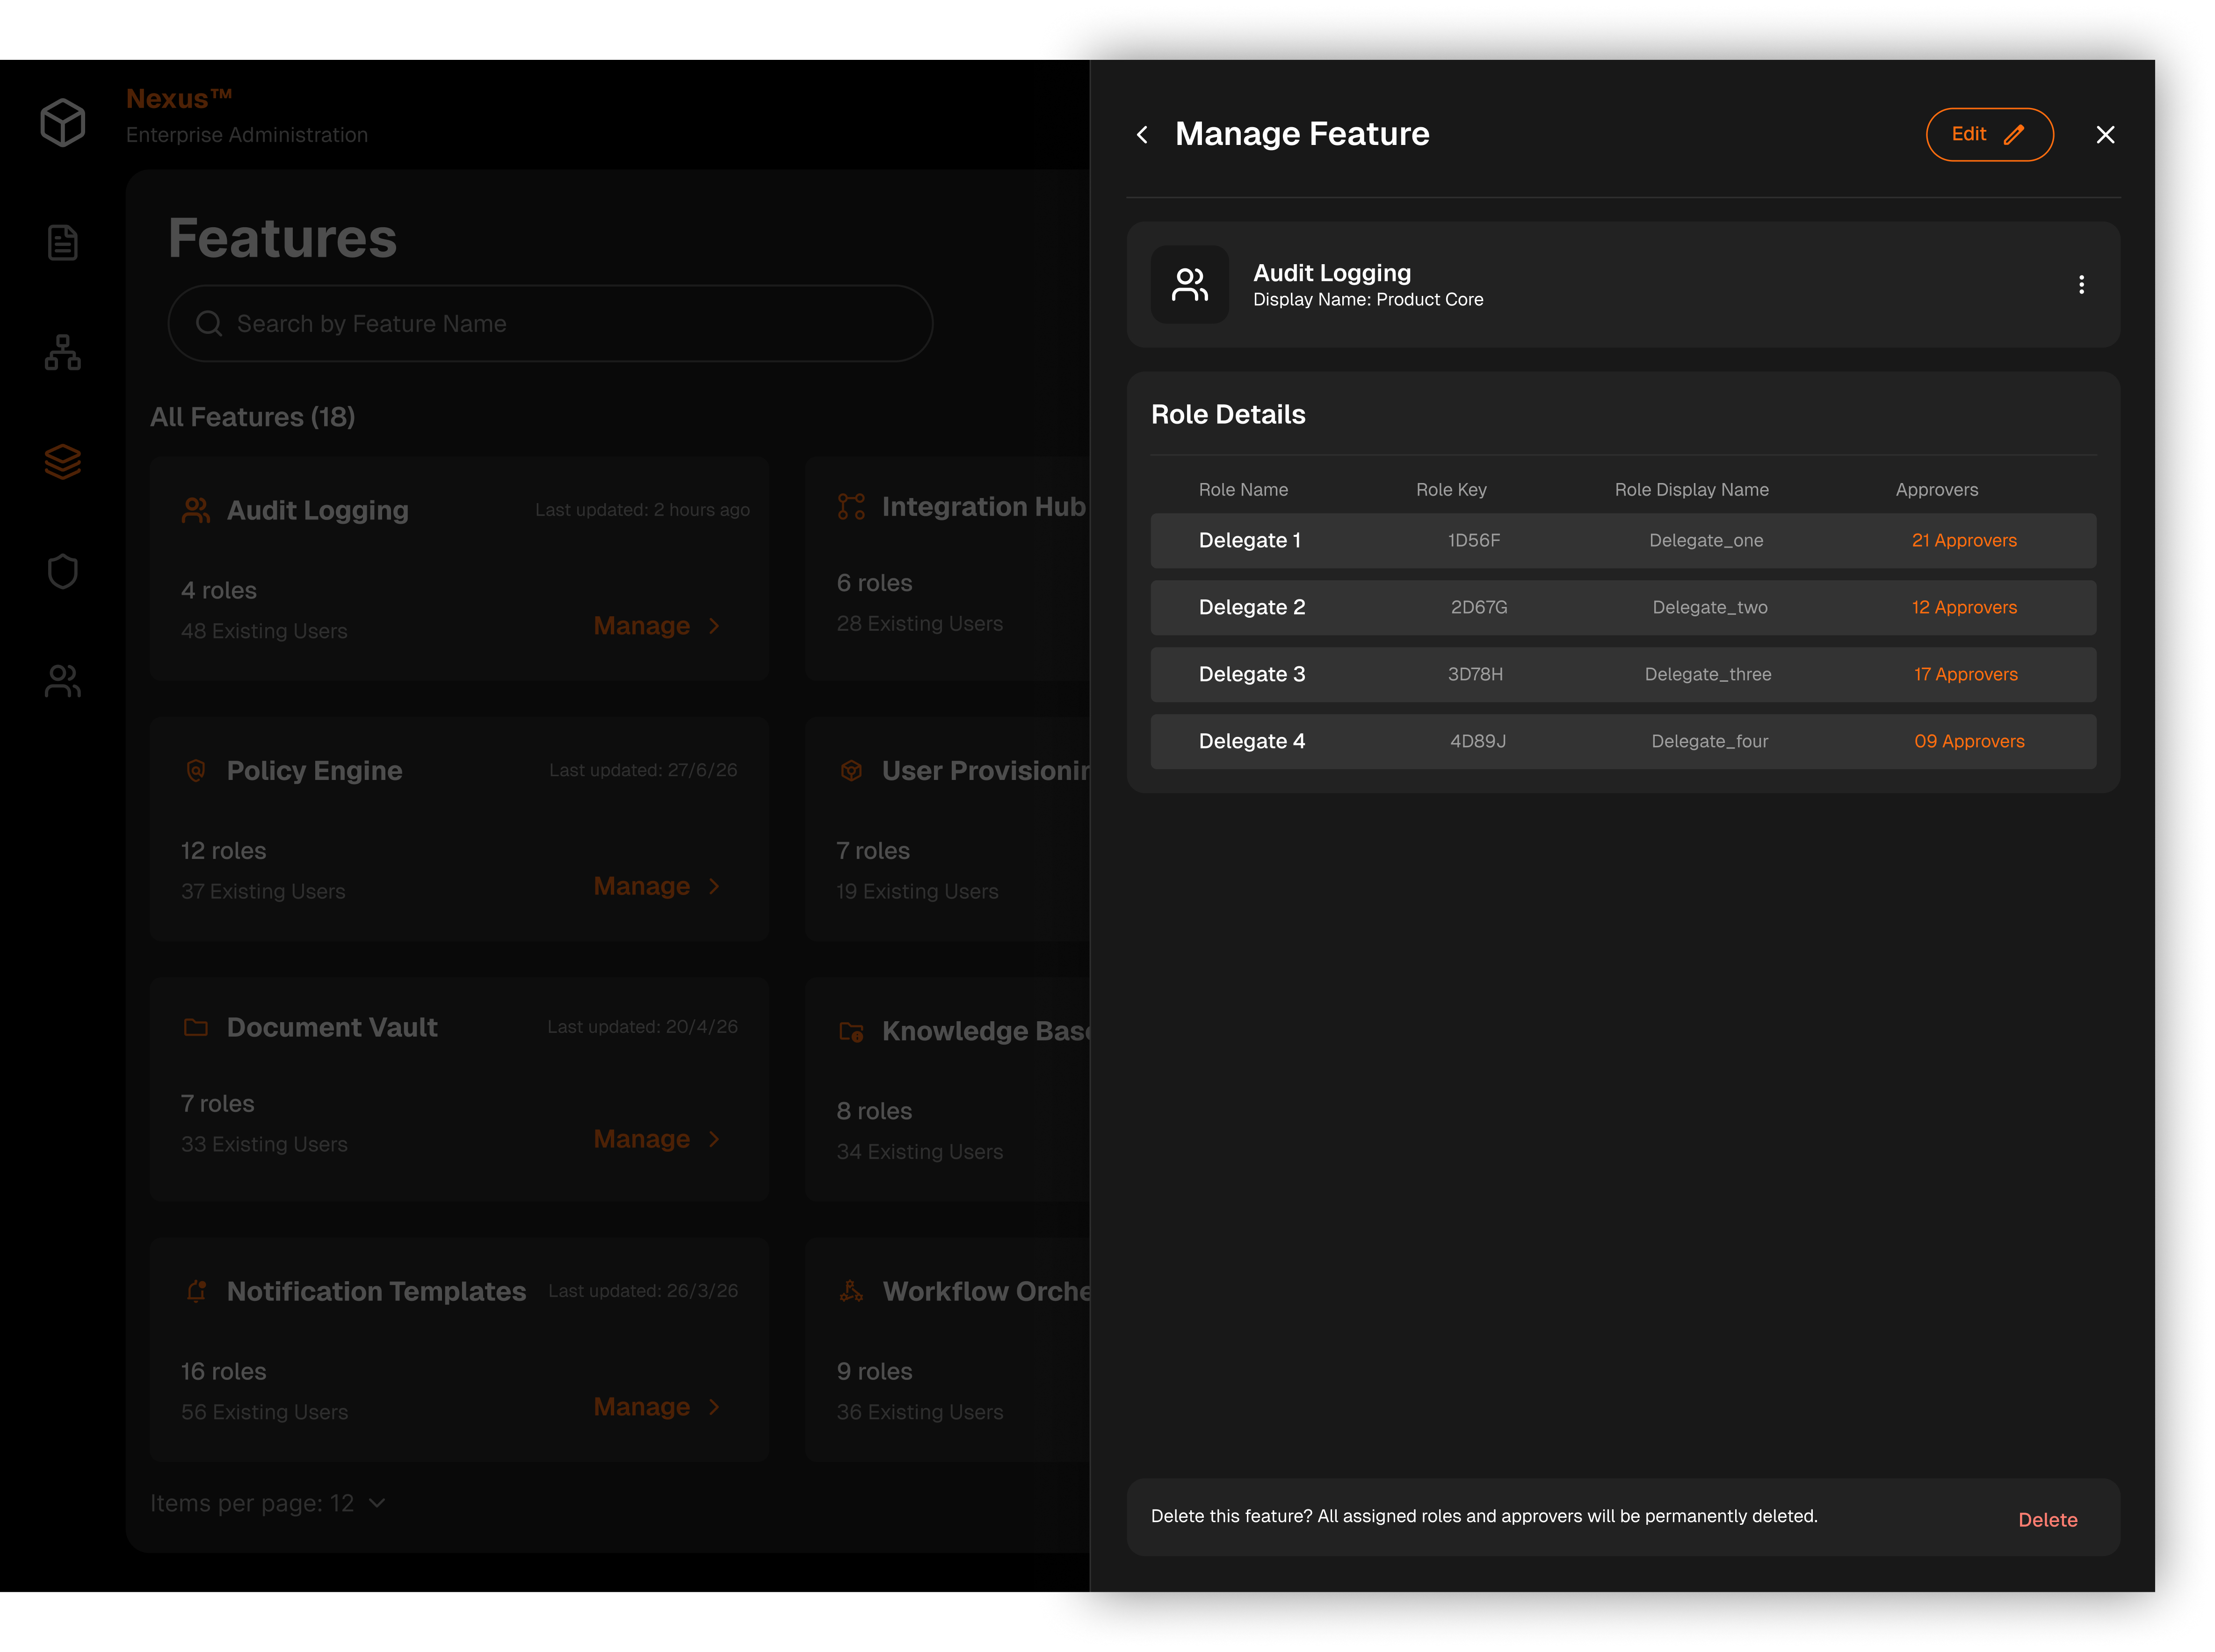 Nexus™
Enterprise Administration
Features
Search by Feature Name
All Features (18)
Audit Logging
Last updated: 2 hours ago
4 roles
48 Existing Users
Manage
Integration Hub
6 roles
28 Existing Users
Policy Engine
Last updated: 27/6/26
12 roles
37 Existing Users
Manage
7 roles
19 Existing Users
User
Document Vault
Last updated: 20/4/26
7 roles
33 Existing Users
Manage
Knowledge
8 roles
34 Existing Users
Notification Templates
Last updated: 26/3/26
16 roles
56 Existing Users
Manage
Workflow
9 roles
36 Existing Users
Items per page: 12
Manage Feature
Edit
Audit Logging
Display Name: Product Core
Role Details
Role Name Role Key Role Display Name Approvers
Delegate 1 1D56F Delegate_one 21 Approvers
Delegate 2 2D67G Delegate_two 12 Approvers
Delegate 3 3D78H Delegate_three 17 Approvers
Delegate 4 4D89J Delegate_four 09 Approvers
Delete this feature? All assigned roles and approvers will be permanently deleted.
Delete